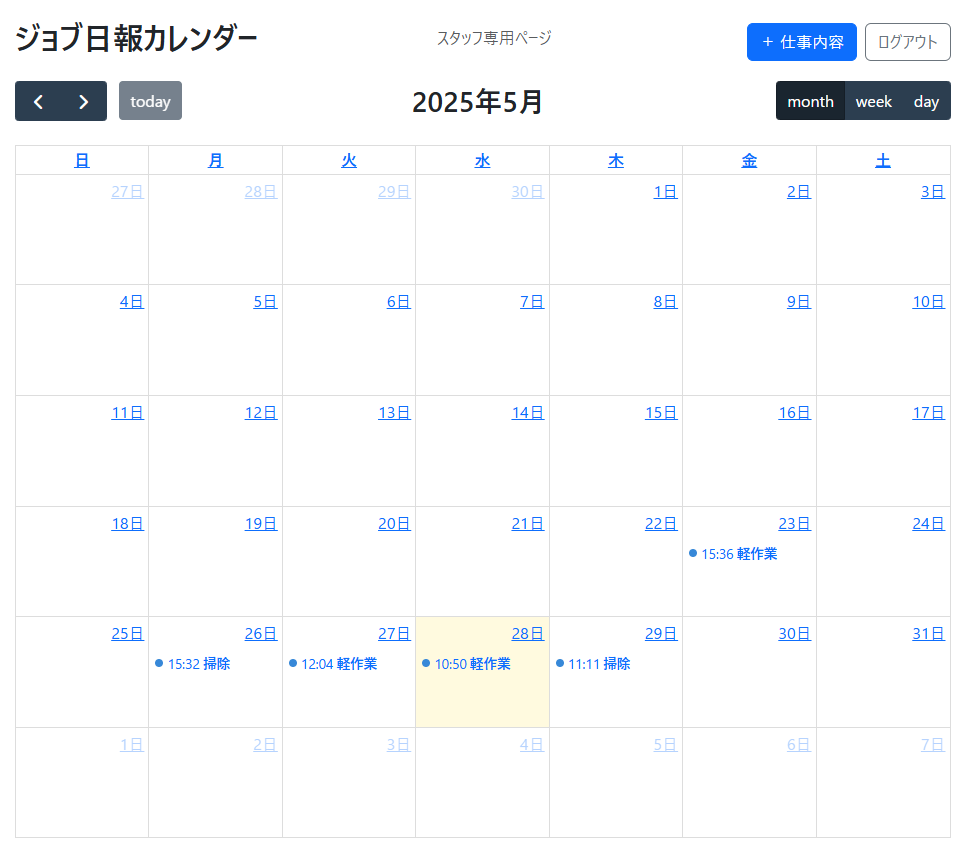 ジョブ日報カレンダー
スタッフ専用ページ
+ 仕事内容
ログアウト
today
2025年5月
month week day
日 月 火 水 木 金 土
27日 28日 29日 30日 1日 2日 3日
4日 5日 6日 7日 8日 9日 10日
11日 12日 13日 14日 15日 16日 17日
18日 19日 20日 21日 22日 23日 24日
15:36 軽作業
25日 26日 27日 28日 29日 30日 31日
15:32 掃除 12:04 軽作業 10:50 軽作業 11:11 掃除
1日 2日 3日 4日 5日 6日 7日